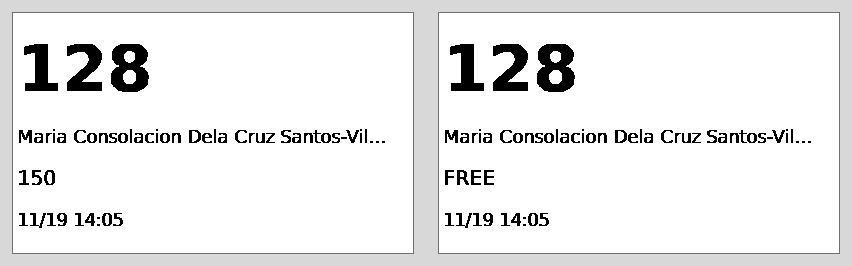 128
Maria Consolacion Dela Cruz Santos-Vil...
150
11/19 14:05
128
Maria Consolacion Dela Cruz Santos-Vil...
FREE
11/19 14:05